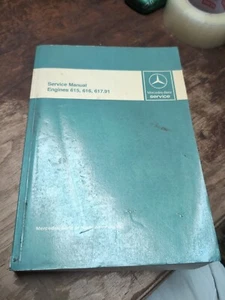 Service Manual
Engines 615, 616, 617.91
Mercedes-Benz
service